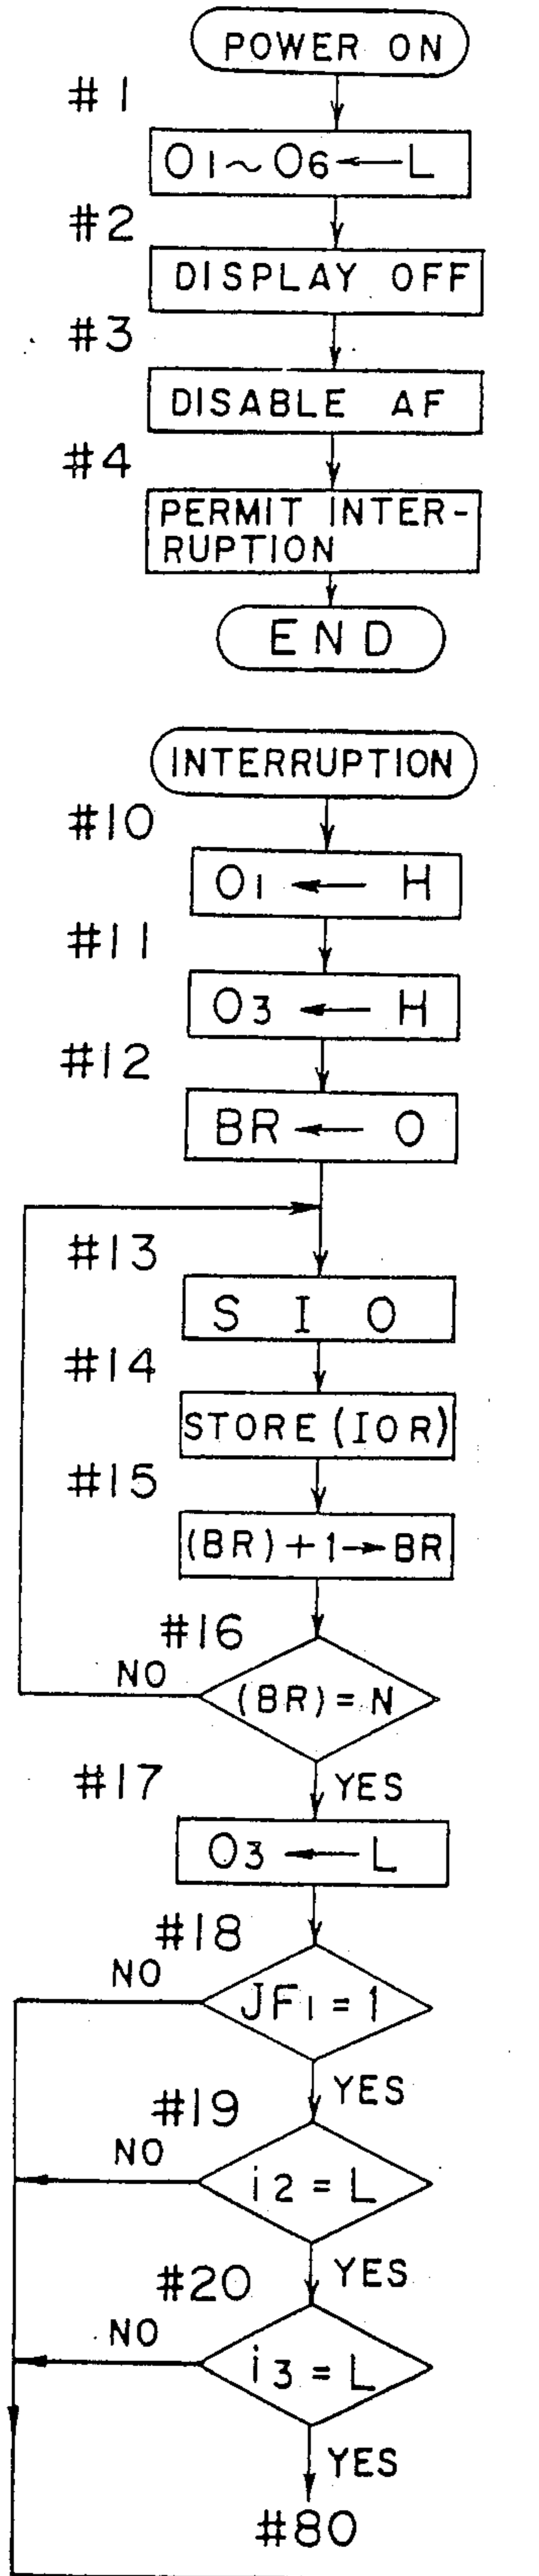 POWER ON
#1
O1~O6←L
#2
DISPLAY OFF
#3
DISABLE AF
#4
PERMIT INTER-
RUPTION
END
INTERRUPTION
#10
O1 ← H
#11
O3 ← H
#12
BR ← O
#13
S I O
#14
STORE (IOR)
#15
(BR)+1→BR
#16
NO
(BR)=N
YES
#17
O3 ← L
#18
NO
JF1=1
YES
#19
NO
i2=L
YES
#20
NO
i3=L
YES
#80